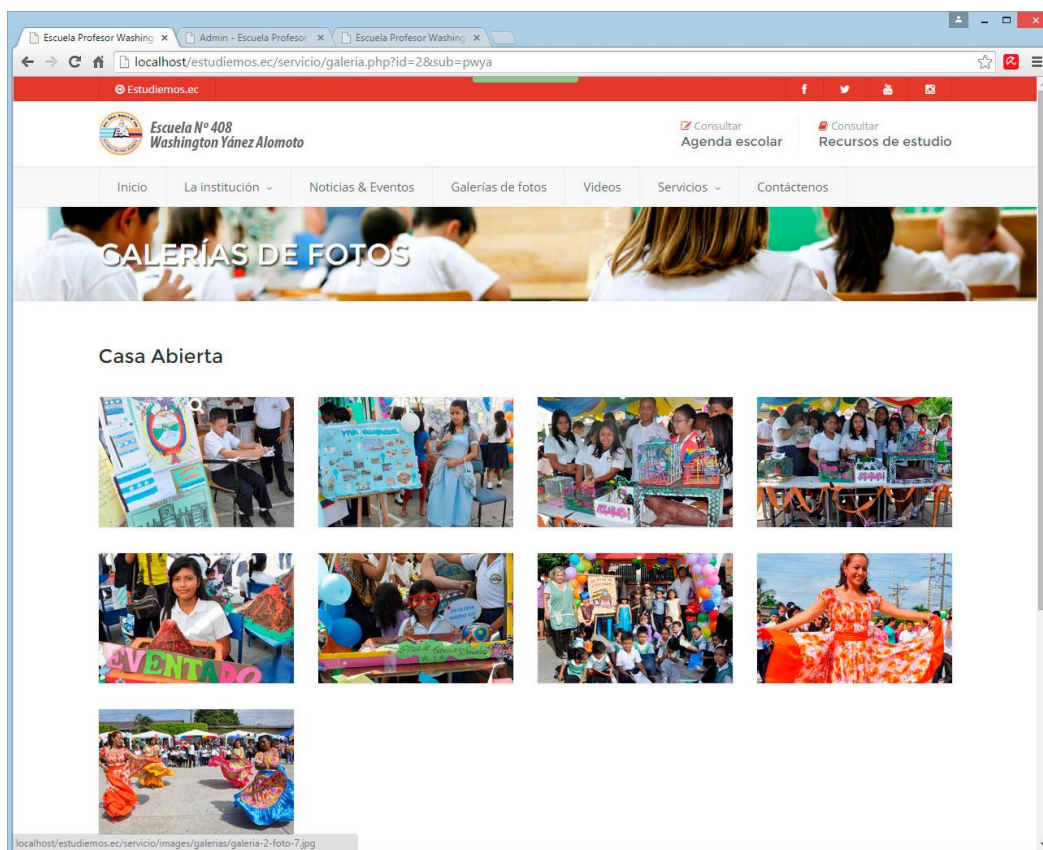 Escuela Profesor Washing
Admin - Escuela Profesor
Escuela Profesor Washing
localhost/estudiemos.ec/servicio/galeria.php?id=2&sub=pwya
Estudiemos.ec
Escuela Nº 408
Washington Yánez Alomoto
Consultar
Agenda escolar
Consultar
Recursos de estudio
Inicio
La institución
Noticias & Eventos
Galerías de fotos
Videos
Servicios
Contáctenos
GALERÍAS DE FOTOS
Casa Abierta
EVENTADO
localhost/estudiemos.ec/servicio/images/galerias/galeria-2-foto-7.jpg